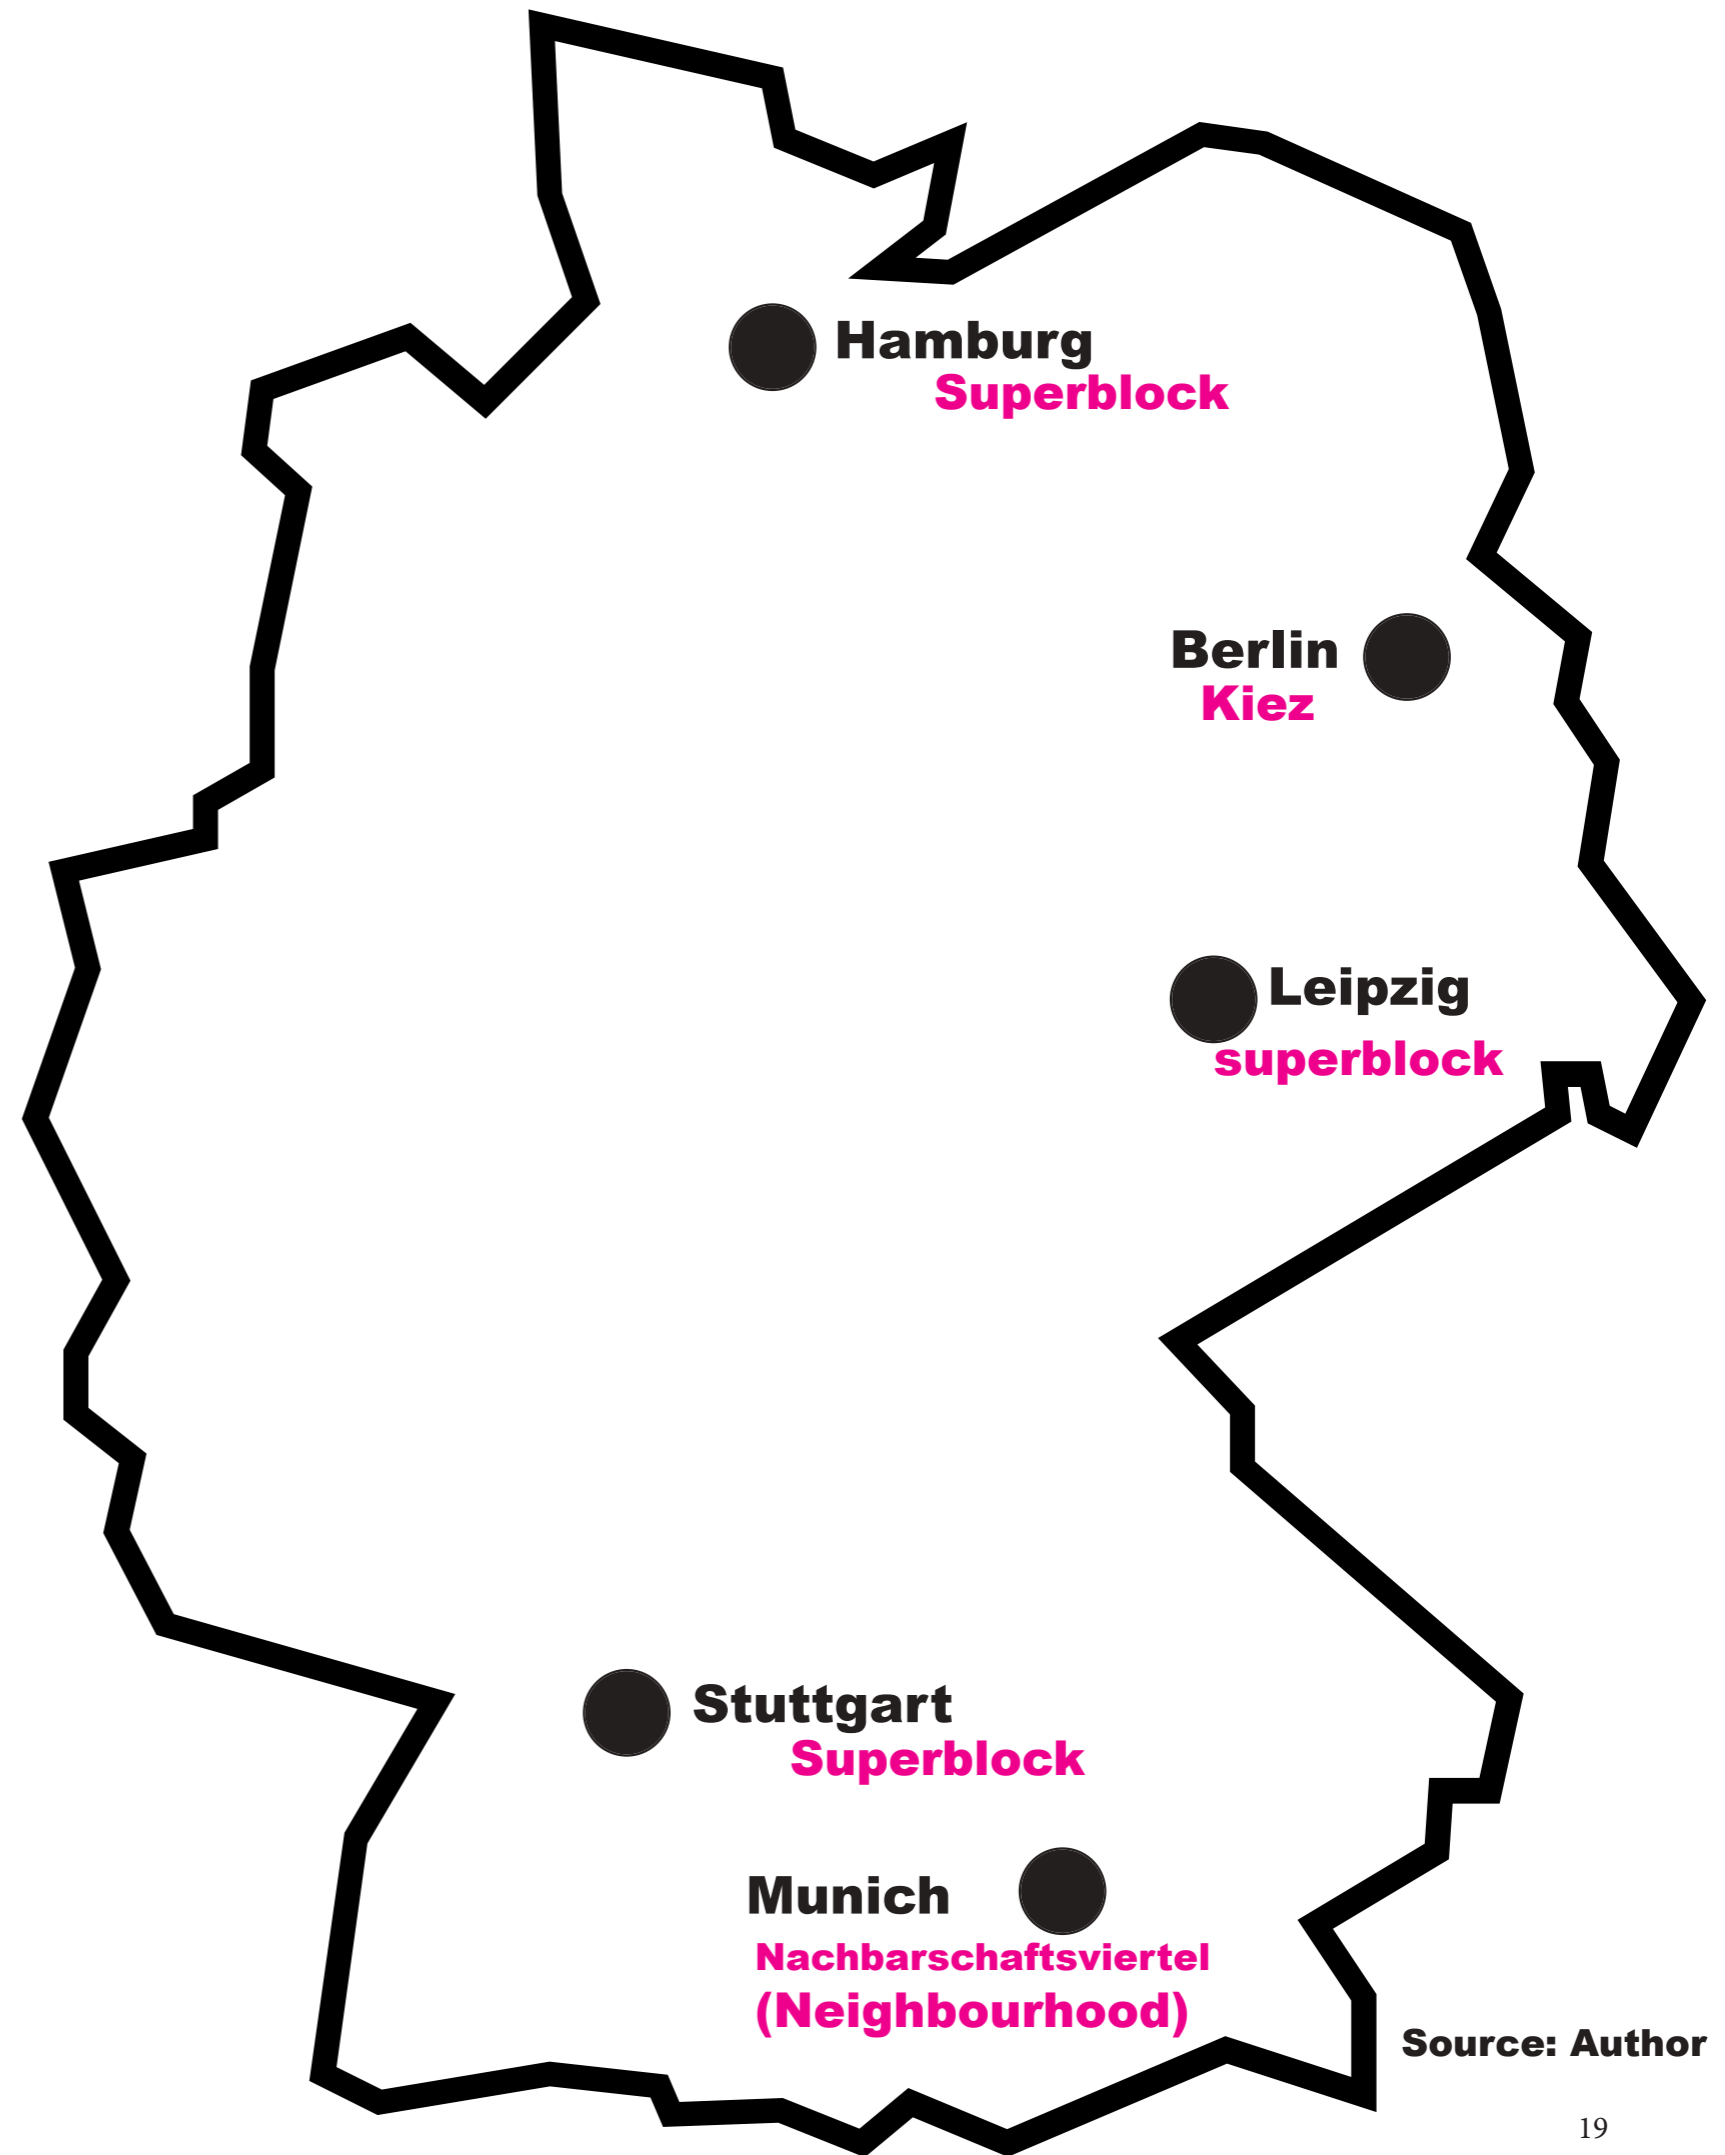 Hamburg
Superblock
Berlin
Kiez
Leipzig
superblock
Stuttgart
Superblock
Munich
Nachbarschaftsviertel
(Neighbourhood)
Source: Author
19